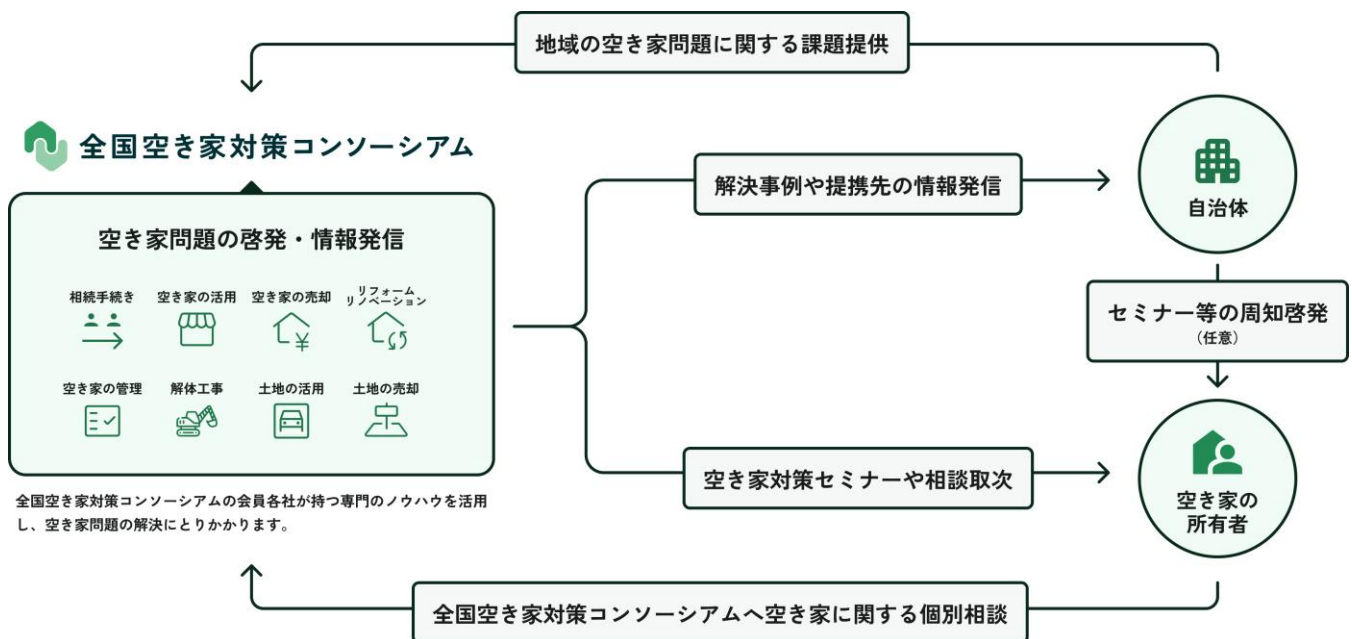 地域の空き家問題に関する課題提供
全国空き家対策コンソーシアム
空き家問題の啓発・情報発信
相続手続き
空き家の活用
空き家の売却
リフォーム
リノベーション
空き家の管理
解体工事
土地の活用
土地の売却
全国空き家対策コンソーシアムの会員各社が持つ専門のノウハウを活用
し、空き家問題の解決にとりかかります。
解決事例や提携先の情報発信
自治体
セミナー等の周知啓発
（任意）
空き家対策セミナーや相談取次
空き家の
所有者
全国空き家対策コンソーシアムへ空き家に関する個別相談